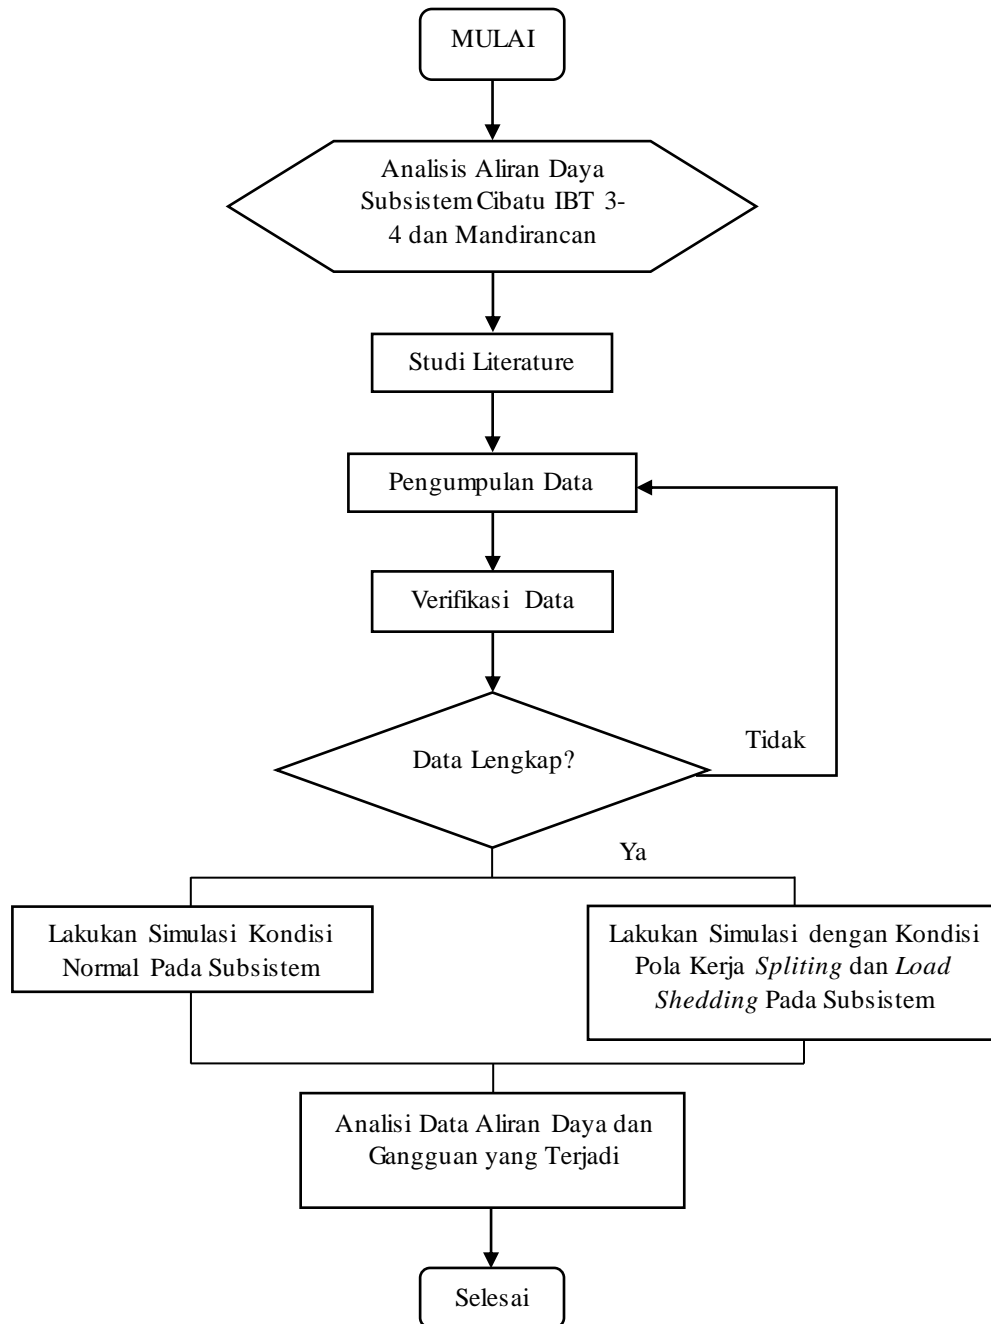 MULAI
Analisis Aliran Daya
Subsistem Cibatu IBT 3-
4 dan Mandirancan
Studi Literature
Pengumpulan Data
Verifikasi Data
Data Lengkap?
Tidak
Ya
Lakukan Simulasi Kondisi
Normal Pada Subsistem
Lakukan Simulasi dengan Kondisi
Pola Kerja Spliting dan Load
Shedding Pada Subsistem
Analisi Data Aliran Daya dan
Gangguan yang Terjadi
Selesai